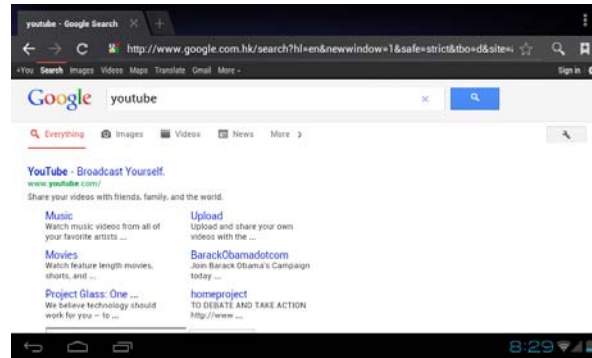 youtube - Google Search
http://www.google.com.hk/search?hl=en&newwindow=1&safe=strict&tbo=d&site=
+You Search Images Videos Maps Translate Gmail More
Sign in
Google youtube
Everything Images Videos News More
YouTube - Broadcast Yourself.
www.youtube.com/
Share your videos with friends, family, and the world.
Music
Watch music videos from all of
your favorite artists ...
Upload
Upload and share your own
videos with the ...
Movies
Watch feature length movies,
shorts, and ...
BarackObamadotcom
Join Barack Obama's Campaign
today ...
Project Glass: One ...
We believe technology should
work for you – to ...
homeproject
TO DEBATE AND TAKE ACTION
http://www ...
8:29